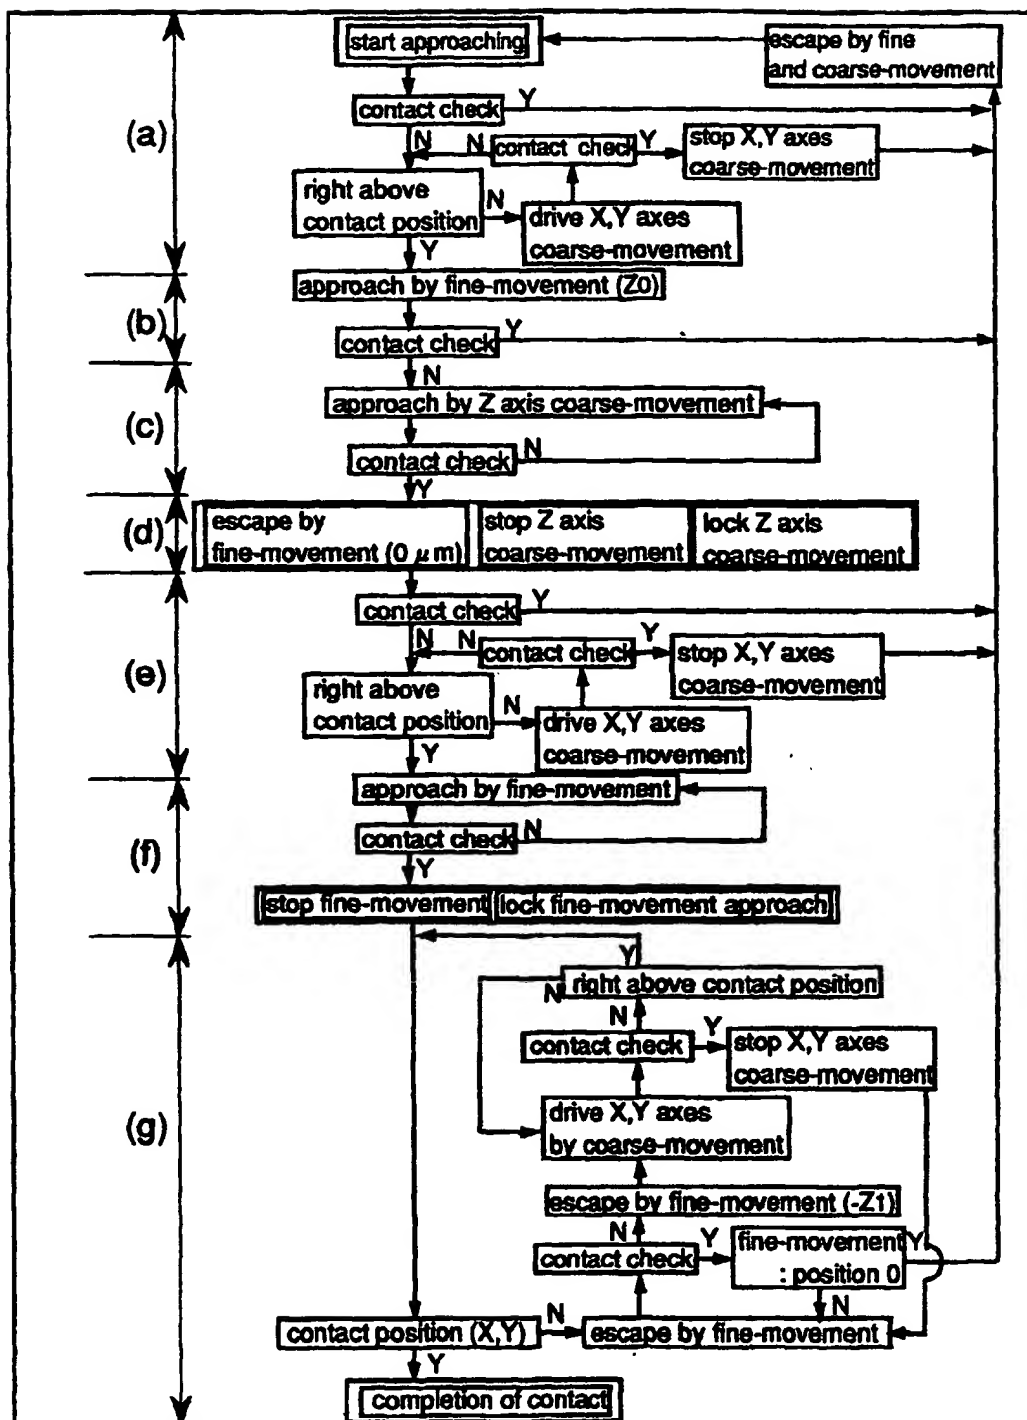 start approaching
escape by fine
and coarse-movement
contact check
Y
(a)
N
N
contact check
Y
stop X,Y axes
coarse-movement
right above
contact position
N
drive X,Y axes
coarse-movement
Y
approach by fine-movement (Z0)
(b)
contact check
Y
N
approach by Z axis coarse-movement
(c)
contact check
N
Y
(d)
escape by
fine-movement (0 μm)
stop Z axis
coarse-movement
lock Z axis
coarse-movement
contact check
Y
(e)
N
N
contact check
Y
stop X,Y axes
coarse-movement
right above
contact position
N
drive X,Y axes
coarse-movement
Y
approach by fine-movement
(f)
contact check
N
Y
stop fine-movement
lock fine-movement approach
(g)
Y
right above contact position
N
N
contact check
Y
stop X,Y axes
coarse-movement
drive X,Y axes
by coarse-movement
escape by fine-movement (-Z1)
N
contact check
Y
fine-movement
: position 0
Y
N
contact position (X,Y)
N
escape by fine-movement
Y
completion of contact